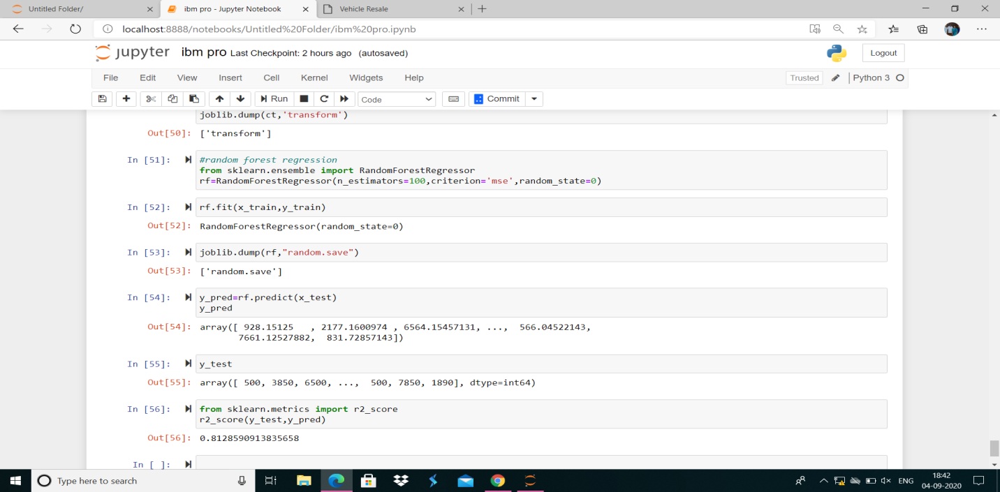 Untitled Folder/
ibm pro - Jupyter Notebook
Vehicle Resale
localhost:8888/notebooks/Untitled%20Folder/ibm%20pro.ipynb
jupyter ibm pro Last Checkpoint: 2 hours ago (autosaved)
Logout
File Edit View Insert Cell Kernel Widgets Help
Trusted
Python 3
Run
Code
Commit
joblib.dump(ct,'transform')
Out[50]: ['transform']
In [51]: #random forest regression
from sklearn.ensemble import RandomForestRegressor
rf=RandomForestRegressor(n_estimators=100,criterion='mse',random_state=0)
In [52]: rf.fit(x_train,y_train)
Out[52]: RandomForestRegressor(random_state=0)
In [53]: joblib.dump(rf,"random.save")
Out[53]: ['random.save']
In [54]: y_pred=rf.predict(x_test)
y_pred
Out[54]: array([ 928.15125   , 2177.1600974 , 6564.15457131, ...,  566.04522143,
7661.12527882,  831.72857143])
In [55]: y_test
Out[55]: array([ 500, 3850, 6500, ...,  500, 7850, 1890], dtype=int64)
In [56]: from sklearn.metrics import r2_score
r2_score(y_test,y_pred)
Out[56]: 0.8128590913835658
In [ ]:
Type here to search
ENG
18:42
04-09-2020